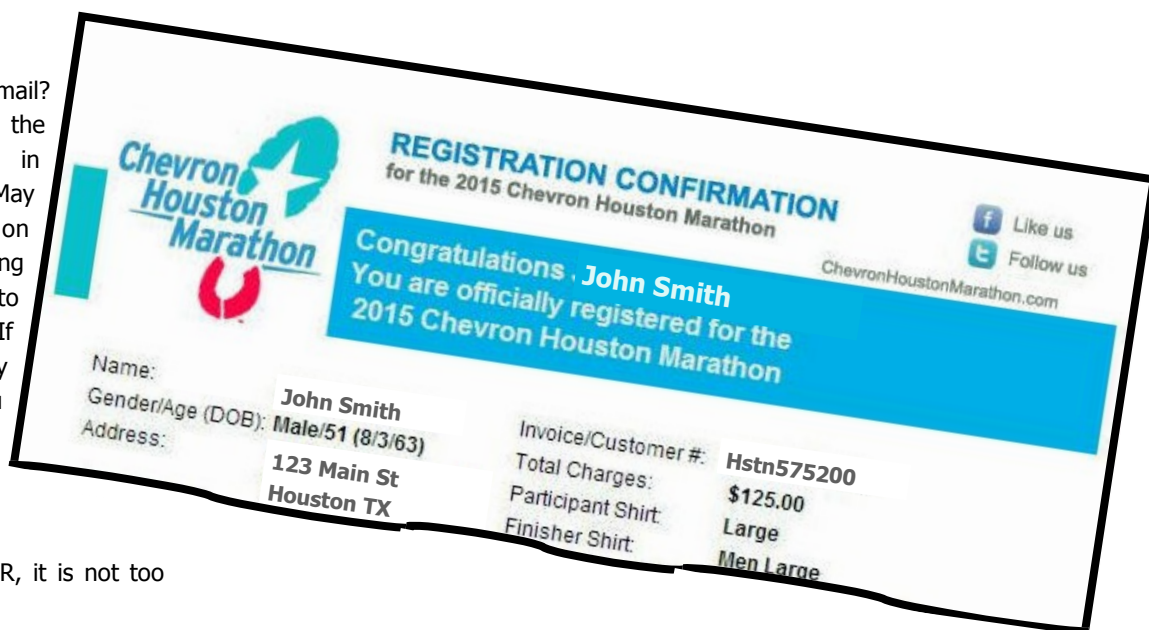 mail?
the
in
May
on
ng
to
If
y
R, it is not too
Chevron
Houston
Marathon
REGISTRATION CONFIRMATION
for the 2015 Chevron Houston Marathon
Like us
Follow us
ChevronHoustonMarathon.com
Congratulations , John Smith
You are officially registered for the
2015 Chevron Houston Marathon
Name: John Smith
Gender/Age (DOB): Male/51 (8/3/63)
Address: 123 Main St
Houston TX
Invoice/Customer #: Hstn575200
Total Charges: $125.00
Participant Shirt: Large
Finisher Shirt: Men Large